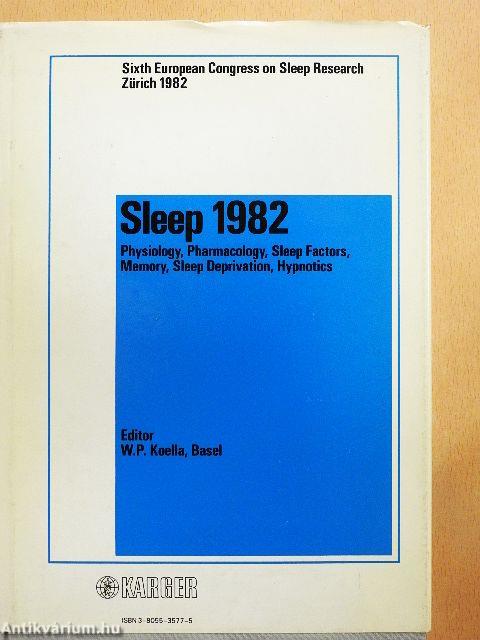 Sixth European Congress on Sleep Research
Zürich 1982
Sleep 1982
Physiology, Pharmacology, Sleep Factors,
Memory, Sleep Deprivation, Hypnotics
Editor
W.P. Koella, Basel
KARGER
ISBN 3-8055-3577-5
Antikvárium.hu